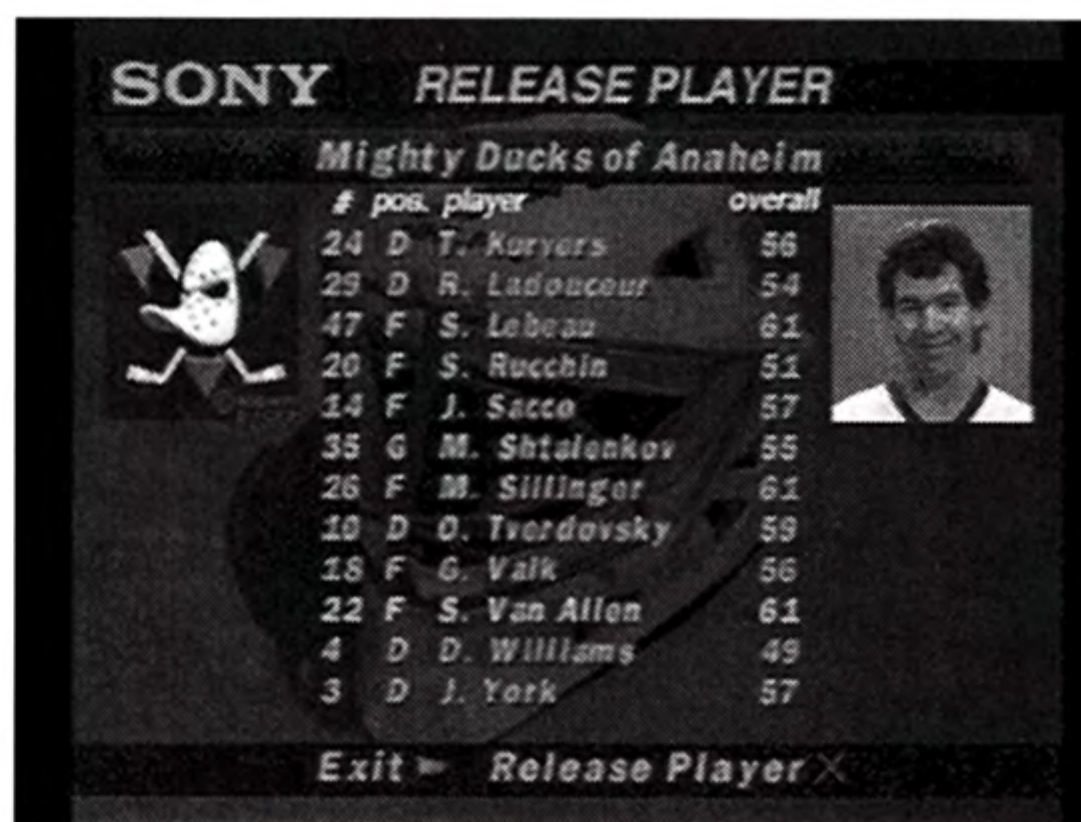 SONY RELEASE PLAYER
Mighty Ducks of Anaheim
# pos. player overall
24 D T. Kurvers 56
29 D R. Ladouceur 54
47 F S. Lebeau 61
20 F S. Rucchin 51
14 F J. Sacco 57
35 G M. Shtalenkov 55
26 F M. Sillinger 61
10 D O. Tverdovsky 59
18 F G. Valk 56
22 F S. Van Allen 61
4 D D. Williams 49
3 D J. York 57
Exit Release Player